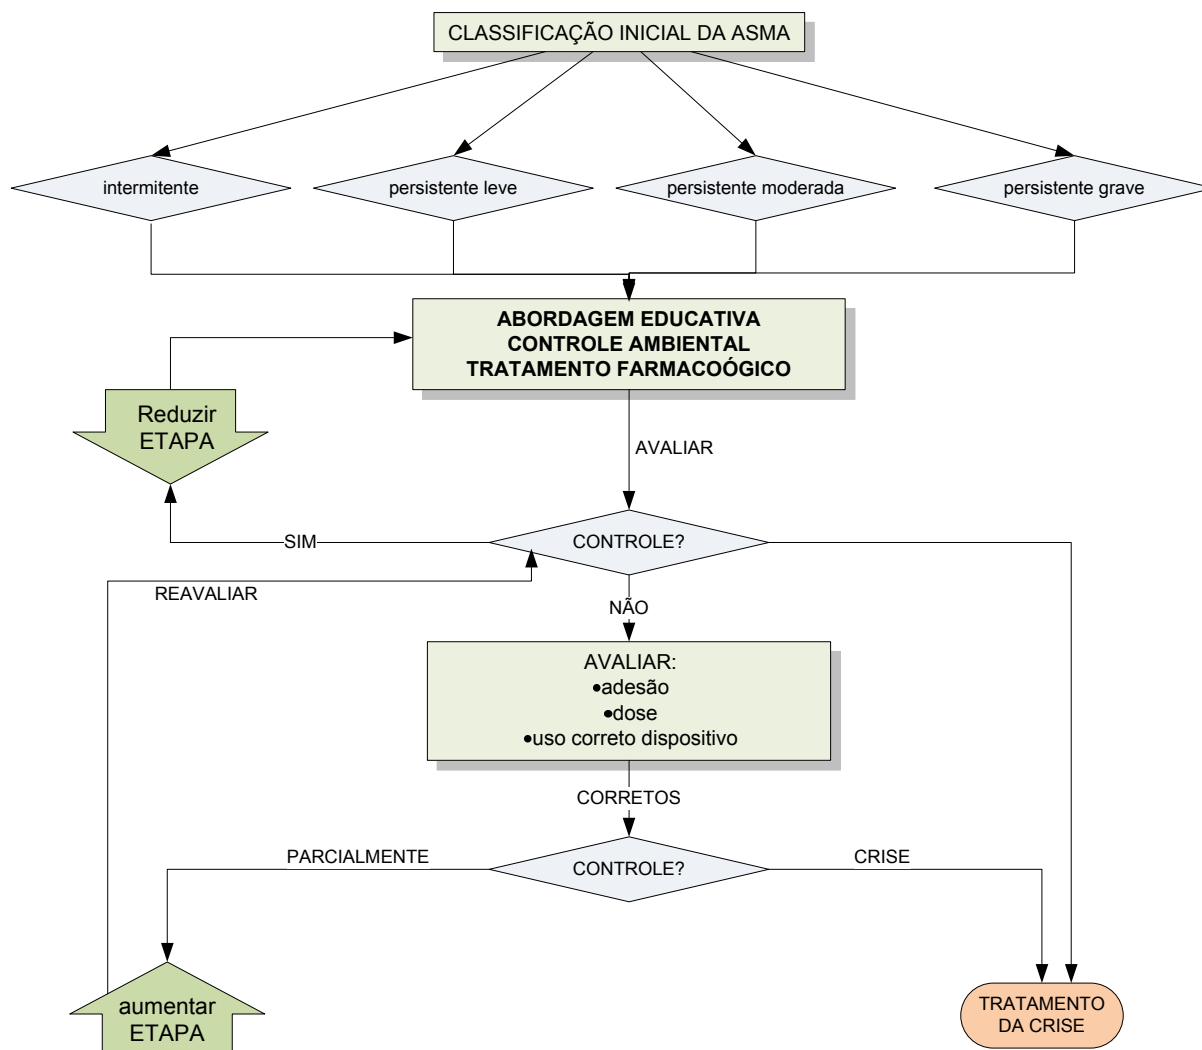 CLASSIFICAÇÃO INICIAL DA ASMA
intermitente
persistente leve
persistente moderada
persistente grave
ABORDAGEM EDUCATIVA
CONTROLE AMBIENTAL
TRATAMENTO FARMACOÓGICO
Reduzir
ETAPA
AVALIAR
SIM
CONTROLE?
REAVALIAR
NÃO
AVALIAR:
•adesão
•dose
•uso correto dispositivo
CORRETOS
PARCIALMENTE
CONTROLE?
CRISE
aumentar
ETAPA
TRATAMENTO
DA CRISE